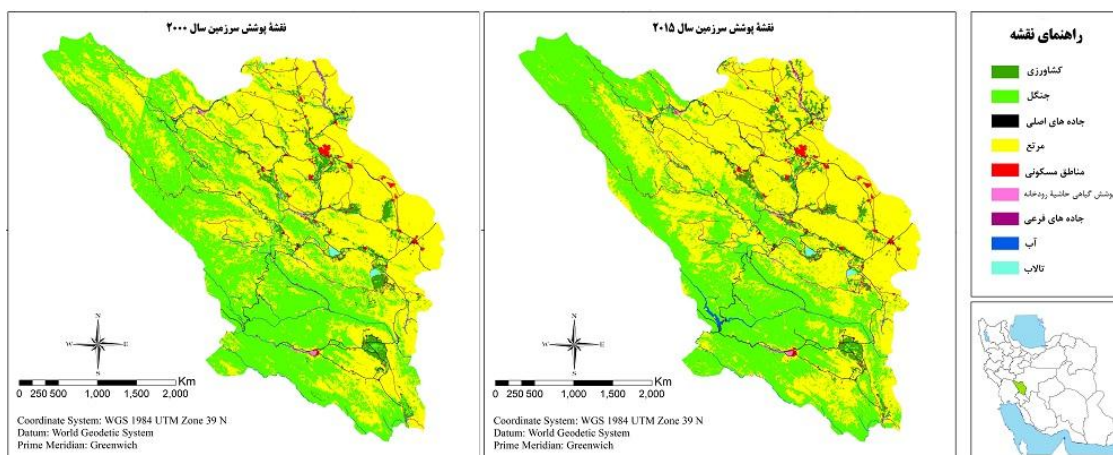 نقشۀ پوشش سرزمین سال ۲۰۰۰
N
W
E
S
Km
0 250 500 1,000 1,500 2,000
Coordinate System: WGS 1984 UTM Zone 39 N
Datum: World Geodetic System
Prime Meridian: Greenwich
نقشۀ پوشش سرزمین سال ۲۰۱۵
N
W
E
S
Km
0 250 500 1,000 1,500 2,000
Coordinate System: WGS 1984 UTM Zone 39 N
Datum: World Geodetic System
Prime Meridian: Greenwich
راهنمای نقشه
کشاورزی
جنگل
جاده های اصلی
مرتع
مناطق مسکونی
پوشش گیاهی حاشیۀ رودخانه
جاده های فرعی
آب
تالاب